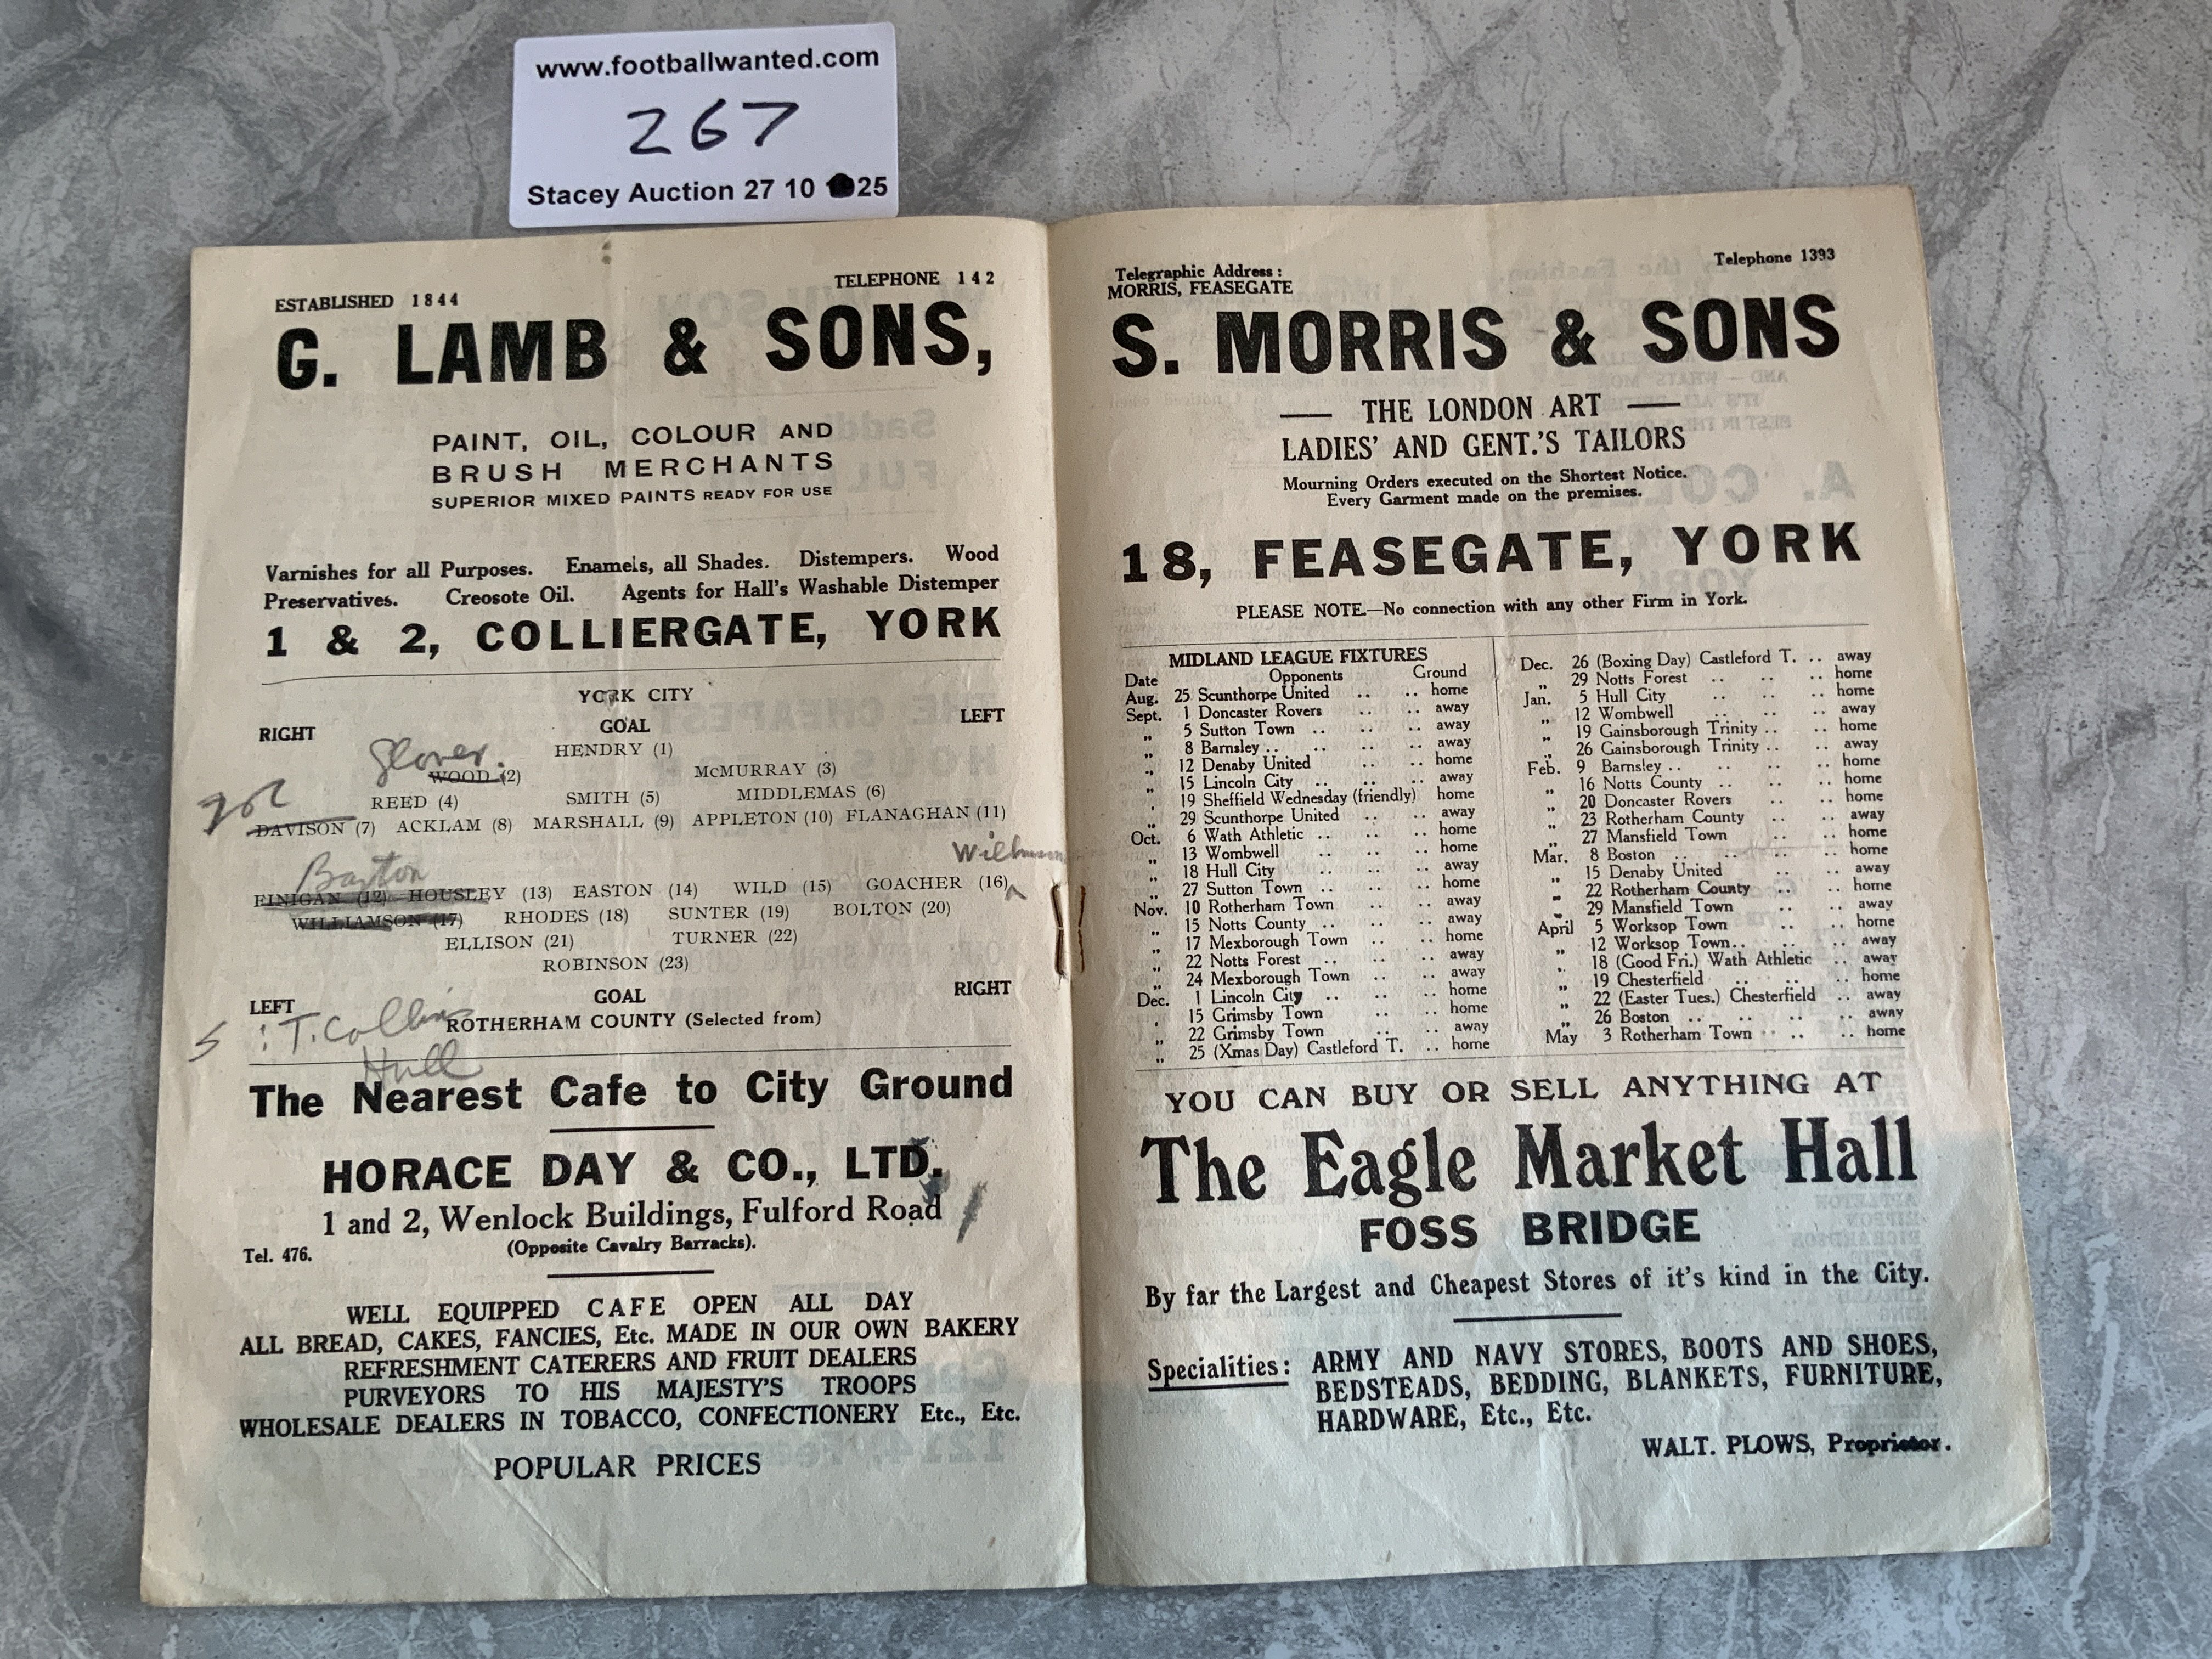 www.footballwanted.com
267
Stacey Auction 27 10 25
ESTABLISHED 1844
TELEPHONE 142
G. LAMB & SONS,
PAINT, OIL, COLOUR AND
BRUSH MERCHANTS
SUPERIOR MIXED PAINTS READY FOR USE
Varnishes for all Purposes. Enamels, all Shades. Distempers. Wood
Preservatives. Creosote Oil. Agents for Hall's Washable Distemper
1 & 2, COLLIERGATE, YORK
YORK CITY
RIGHT GOAL LEFT
HENDRY (1)
Glover.
WOOD (2) McMURRAY (3)
REED (4) SMITH (5) MIDDLEMAS (6)
DAVISON (7) ACKLAM (8) MARSHALL (9) APPLETON (10) FLANAGHAN (11)
Baxton
FINIGAN (12) HOUSLEY (13) EASTON (14) WILD (15) GOACHER (16)
WILLIAMSON (17) RHODES (18) SUNTER (19) BOLTON (20)
ELLISON (21) TURNER (22)
ROBINSON (23)
LEFT GOAL RIGHT
: T. Collins
ROTHERHAM COUNTY (Selected from)
Hull
The Nearest Cafe to City Ground
HORACE DAY & CO., LTD.
1 and 2, Wenlock Buildings, Fulford Road
Tel. 476. (Opposite Cavalry Barracks).
WELL EQUIPPED CAFE OPEN ALL DAY
ALL BREAD, CAKES, FANCIES, Etc. MADE IN OUR OWN BAKERY
REFRESHMENT CATERERS AND FRUIT DEALERS
PURVEYORS TO HIS MAJESTY'S TROOPS
WHOLESALE DEALERS IN TOBACCO, CONFECTIONERY Etc., Etc.
POPULAR PRICES
Telegraphic Address:
MORRIS, FEASEGATE
Telephone 1393
S. MORRIS & SONS
— THE LONDON ART —
LADIES' AND GENT.'S TAILORS
Mourning Orders executed on the Shortest Notice.
Every Garment made on the premises.
18, FEASEGATE, YORK
PLEASE NOTE.—No connection with any other Firm in York.
MIDLAND LEAGUE FIXTURES
Date Opponents Ground
Aug. 25 Scunthorpe United .. .. home
Sept. 1 Doncaster Rovers .. .. away
„ 5 Sutton Town .. .. .. away
„ 8 Barnsley .. .. .. .. away
„ 12 Denaby United .. .. home
„ 15 Lincoln City .. .. .. away
„ 19 Sheffield Wednesday (friendly) home
„ 29 Scunthorpe United .. .. away
Oct. 6 Wath Athletic .. .. .. home
„ 13 Wombwell .. .. .. home
„ 18 Hull City .. .. .. away
„ 27 Sutton Town .. .. .. home
Nov. 10 Rotherham Town .. .. home
„ 15 Notts County .. .. .. away
„ 17 Mexborough Town .. .. home
„ 22 Notts Forest .. .. .. away
„ 24 Mexborough Town .. .. away
Dec. 1 Lincoln City .. .. .. home
„ 15 Grimsby Town .. .. home
„ 22 Grimsby Town .. .. away
„ 25 (Xmas Day) Castleford T. .. home
Dec. 26 (Boxing Day) Castleford T. .. away
„ 29 Notts Forest .. .. .. home
Jan. 5 Hull City .. .. .. home
„ 12 Wombwell .. .. .. away
„ 19 Gainsborough Trinity .. .. home
„ 26 Gainsborough Trinity .. .. away
Feb. 9 Barnsley .. .. .. .. home
„ 16 Notts County .. .. .. home
„ 20 Doncaster Rovers .. .. home
„ 23 Rotherham County .. .. away
„ 27 Mansfield Town .. .. home
Mar. 8 Boston .. .. .. .. home
„ 15 Denaby United .. .. away
„ 22 Rotherham County .. .. home
„ 29 Mansfield Town .. .. away
April 5 Worksop Town .. .. home
„ 12 Worksop Town .. .. .. away
„ 18 (Good Fri.) Wath Athletic .. away
„ 19 Chesterfield .. .. .. home
„ 22 (Easter Tues.) Chesterfield .. away
„ 26 Boston .. .. .. .. away
May 3 Rotherham Town .. .. home
YOU CAN BUY OR SELL ANYTHING AT
The Eagle Market Hall
FOSS BRIDGE
By far the Largest and Cheapest Stores of it's kind in the City.
Specialities: ARMY AND NAVY STORES, BOOTS AND SHOES,
BEDSTEADS, BEDDING, BLANKETS, FURNITURE,
HARDWARE, Etc., Etc.
WALT. PLOWS, Proprietor.